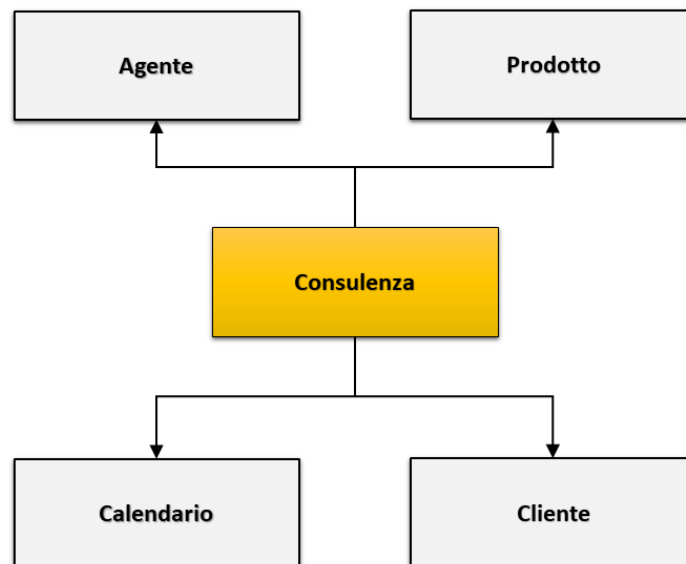 Agente
Prodotto
Consulenza
Calendario
Cliente